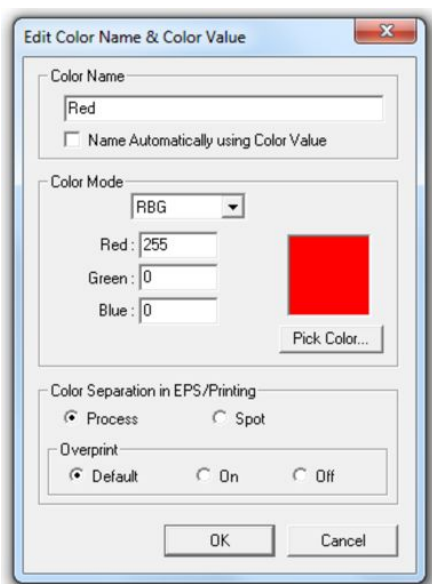 Edit Color Name & Color Value
Color Name
Red
Name Automatically using Color Value
Color Mode
RBG
Red : 255
Green : 0
Blue : 0
Pick Color...
Color Separation in EPS/Printing
Process Spot
Overprint
Default On Off
OK Cancel